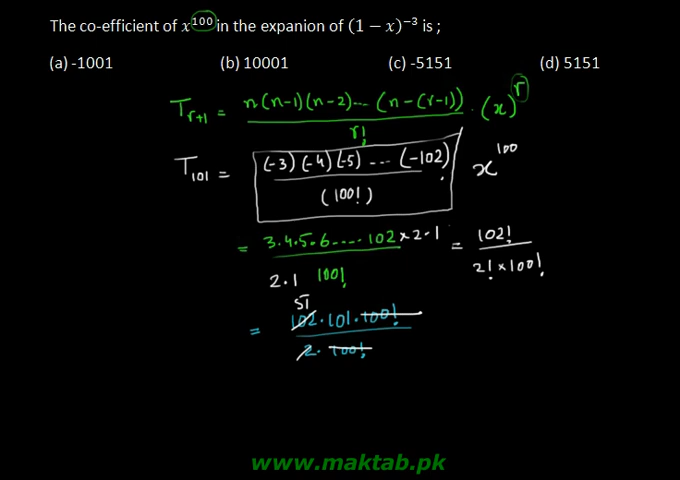 The co-efficient of x^100 in the expanion of (1 − x)^−3 is ;
(a) -1001 (b) 10001 (c) -5151 (d) 5151
T_r+1 = n(n-1)(n-2)... (n-(r-1)) / r! · (x)^r
T_101 = (-3)(-4)(-5) ... (-102) / (100!) x^100
= 3.4.5.6.....102 × 2.1 / 2.1 100! = 102! / 2! × 100!
51
= 102.101.100! / 2. 100!
www.maktab.pk